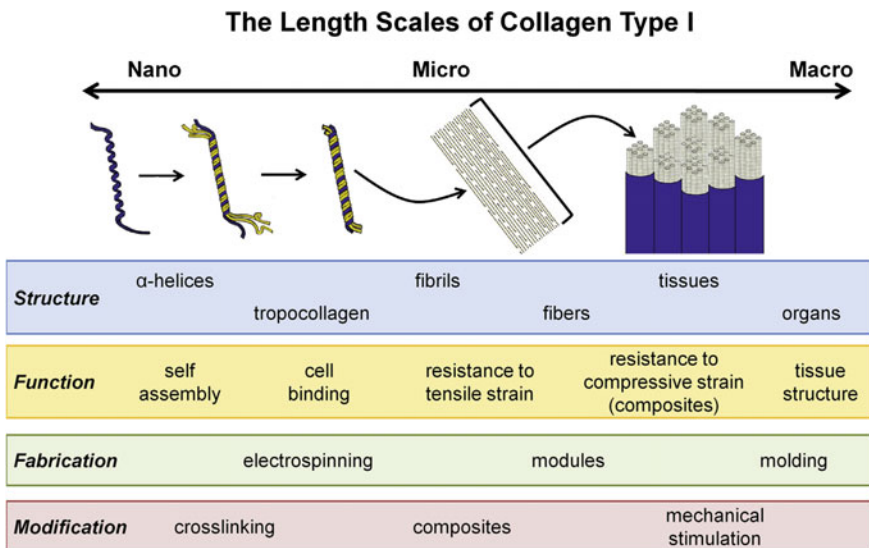 The Length Scales of Collagen Type I
Nano Micro Macro
Structure
α-helices fibrils tissues
tropocollagen fibers organs
Function
self assembly
cell binding
resistance to tensile strain
resistance to compressive strain (composites)
tissue structure
Fabrication electrospinning modules molding
Modification crosslinking composites
mechanical stimulation